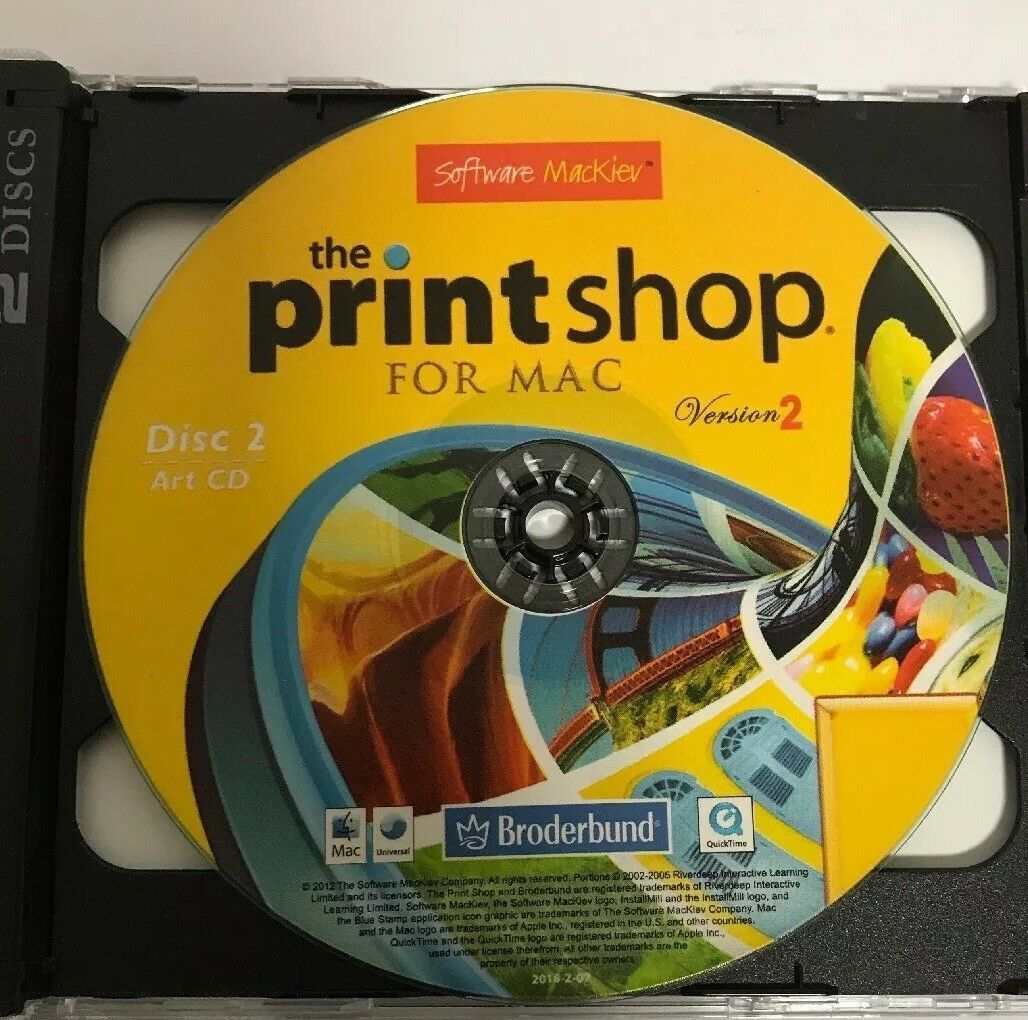 2 DISCS
Software MacKiev™
the
printshop®
FOR MAC
Version 2
Disc 2
Art CD
Mac
Universal
Broderbund®
QuickTime
© 2012 The Software MacKiev Company. All rights reserved. Portions © 2002-2005 Riverdeep Interactive Learning
Limited and its licensors. The Print Shop and Broderbund are registered trademarks of Riverdeep Interactive
Learning Limited. Software MacKiev, the Software MacKiev logo, InstallMill and the InstallMill logo, and
the Blue Stamp application icon graphic are trademarks of The Software MacKiev Company. Mac
and the Mac logo are trademarks of Apple Inc., registered in the U.S. and other countries.
QuickTime and the QuickTime logo are registered trademarks of Apple Inc.,
used under license therefrom. All other trademarks are the
property of their respective owners.